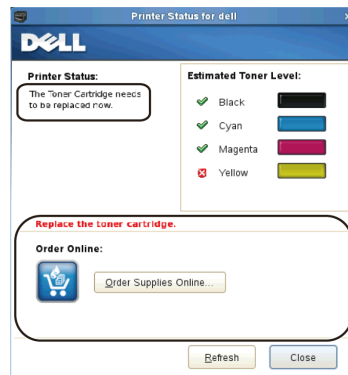 Printer Status for dell
DELL
Printer Status:
The Toner Cartridge needs
to be replaced now.
Estimated Toner Level:
Black
Cyan
Magenta
Yellow
Replace the toner cartridge.
Order Online:
Order Supplies Online...
Refresh
Close